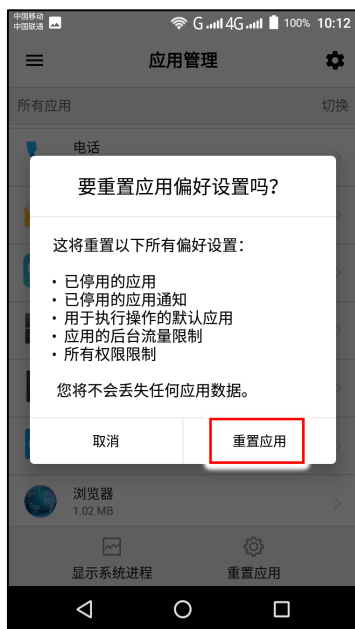 中国移动
中国联通
G 4G 100% 10:12
应用管理
所有应用 切换
电话
要重置应用偏好设置吗?
这将重置以下所有偏好设置:
· 已停用的应用
· 已停用的应用通知
· 用于执行操作的默认应用
· 应用的后台流量限制
· 所有权限限制
您将不会丢失任何应用数据。
取消 重置应用
浏览器
1.02 MB
显示系统进程 重置应用